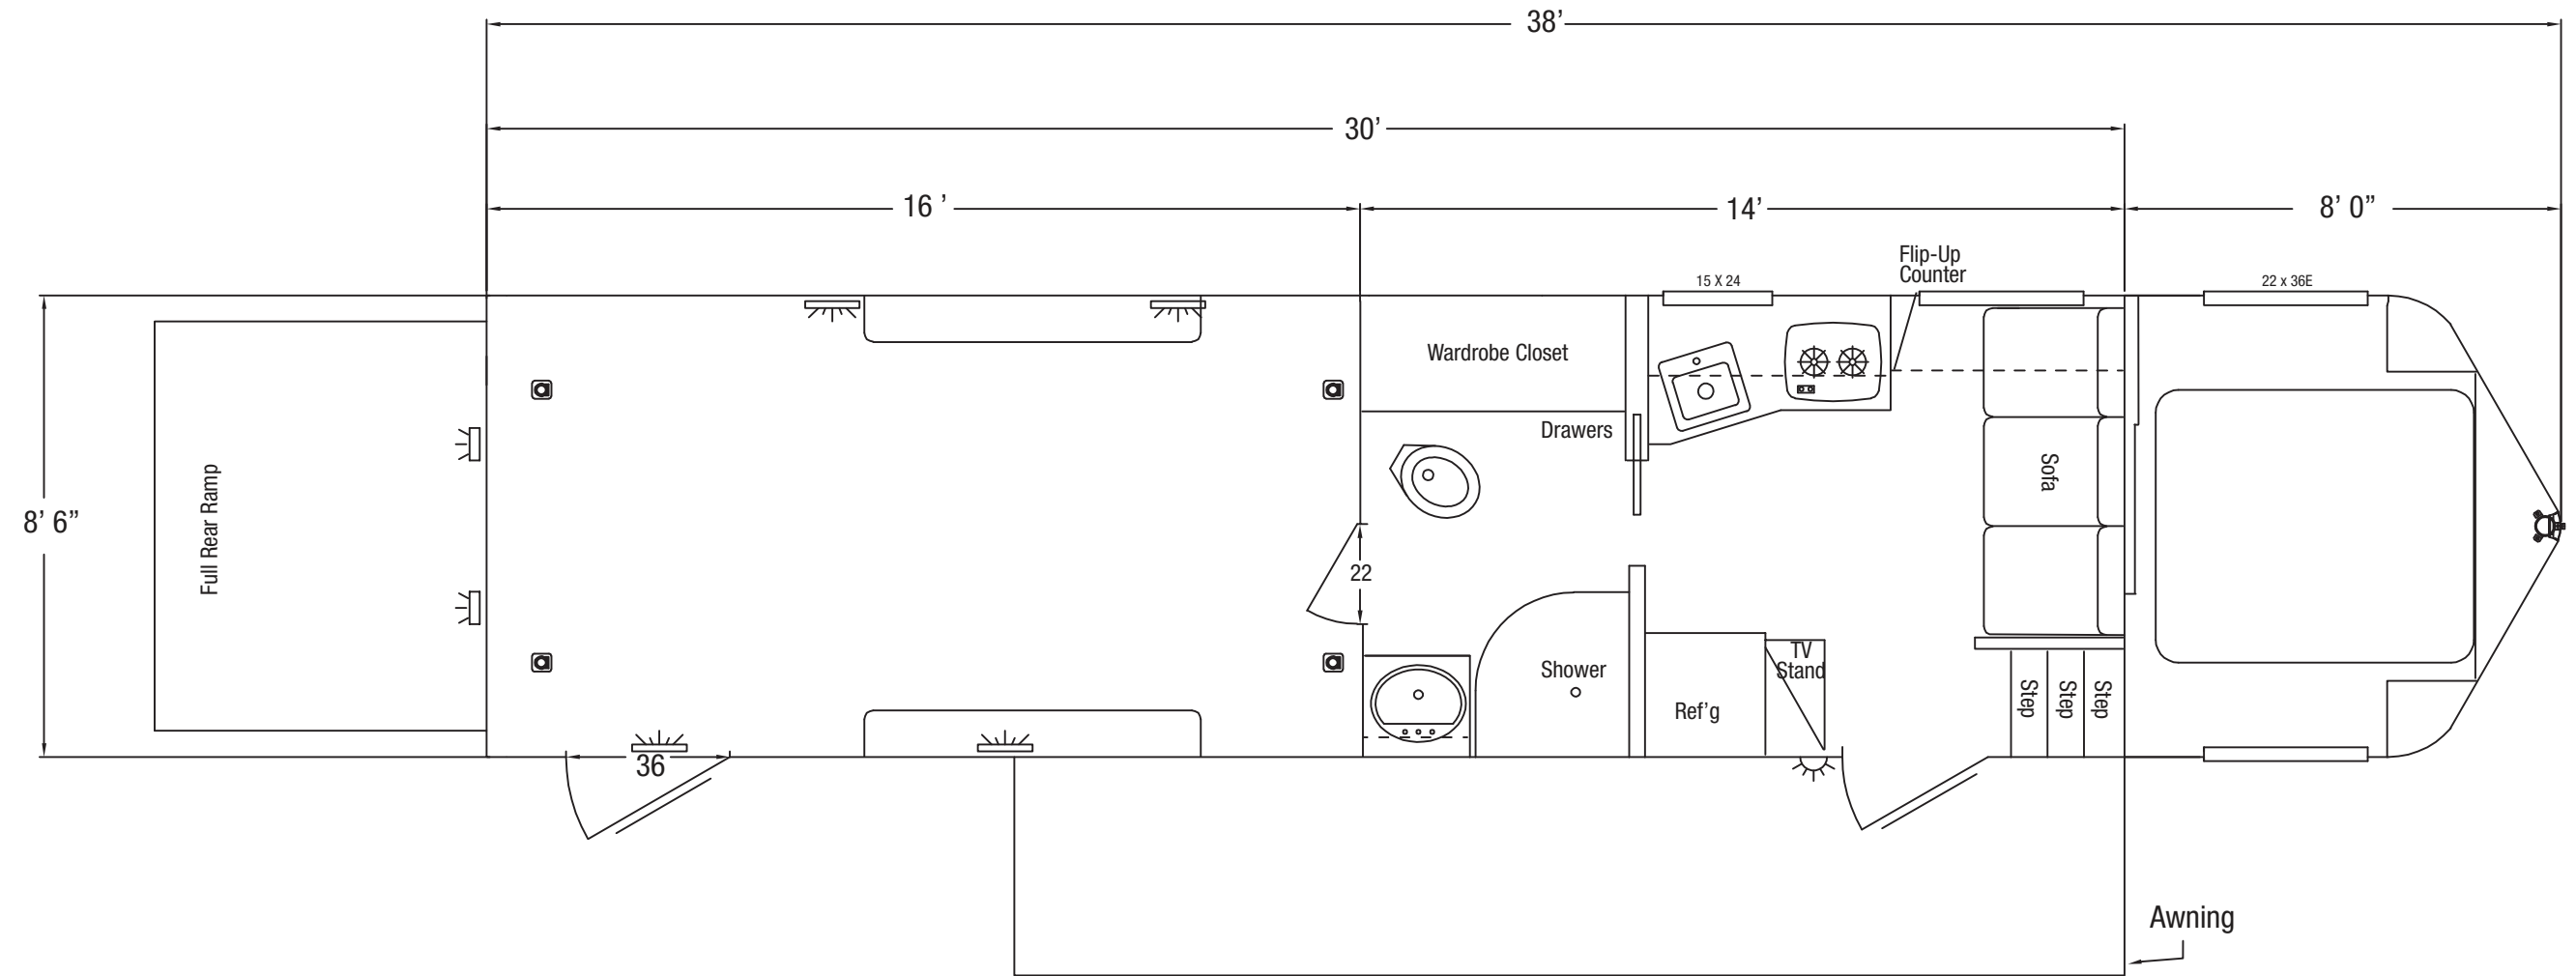 38’
30’
16 ’
14’
8’ 0”
Flip-Up
Counter
15 X 24
22 x 36E
Wardrobe Closet
Drawers
8’ 6”
Full Rear Ramp
Sofa
22
TV
Stand
Shower
Ref’g
Step
Step
Step
36
Awning